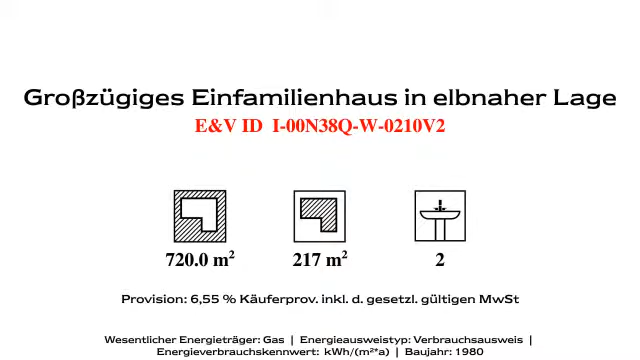 Großzügiges Einfamilienhaus in elbnaher Lage
E&V ID I-00N38Q-W-0210V2
720.0 m² 217 m² 2
Provision: 6,55 % Käuferprov. inkl. d. gesetzl. gültigen MwSt
Wesentlicher Energieträger: Gas | Energieausweistyp: Verbrauchsausweis |
Energieverbrauchskennwert: kWh/(m²*a) | Baujahr: 1980